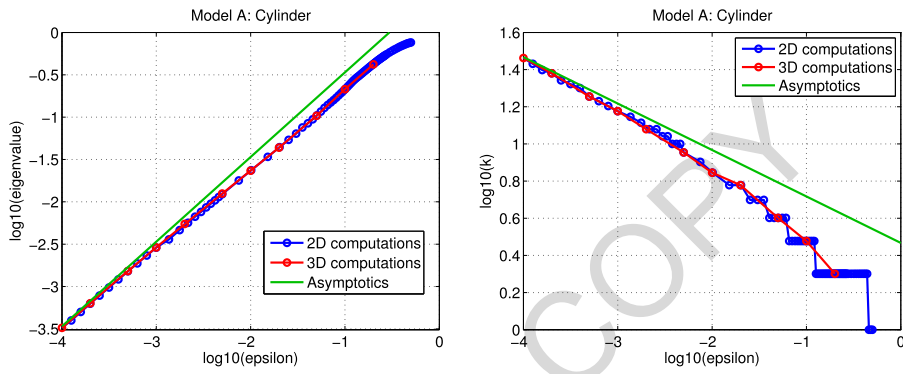 Model A: Cylinder
0
−0.5
−1
−1.5
−2
−2.5
−3
−3.5
log10(eigenvalue)
2D computations
3D computations
Asymptotics
−4
−3
−2
−1
0
log10(epsilon)
Model A: Cylinder
1.6
1.4
1.2
1
0.8
0.6
0.4
0.2
0
log10(k)
2D computations
3D computations
Asymptotics
−4
−3
−2
−1
0
log10(epsilon)
COPY